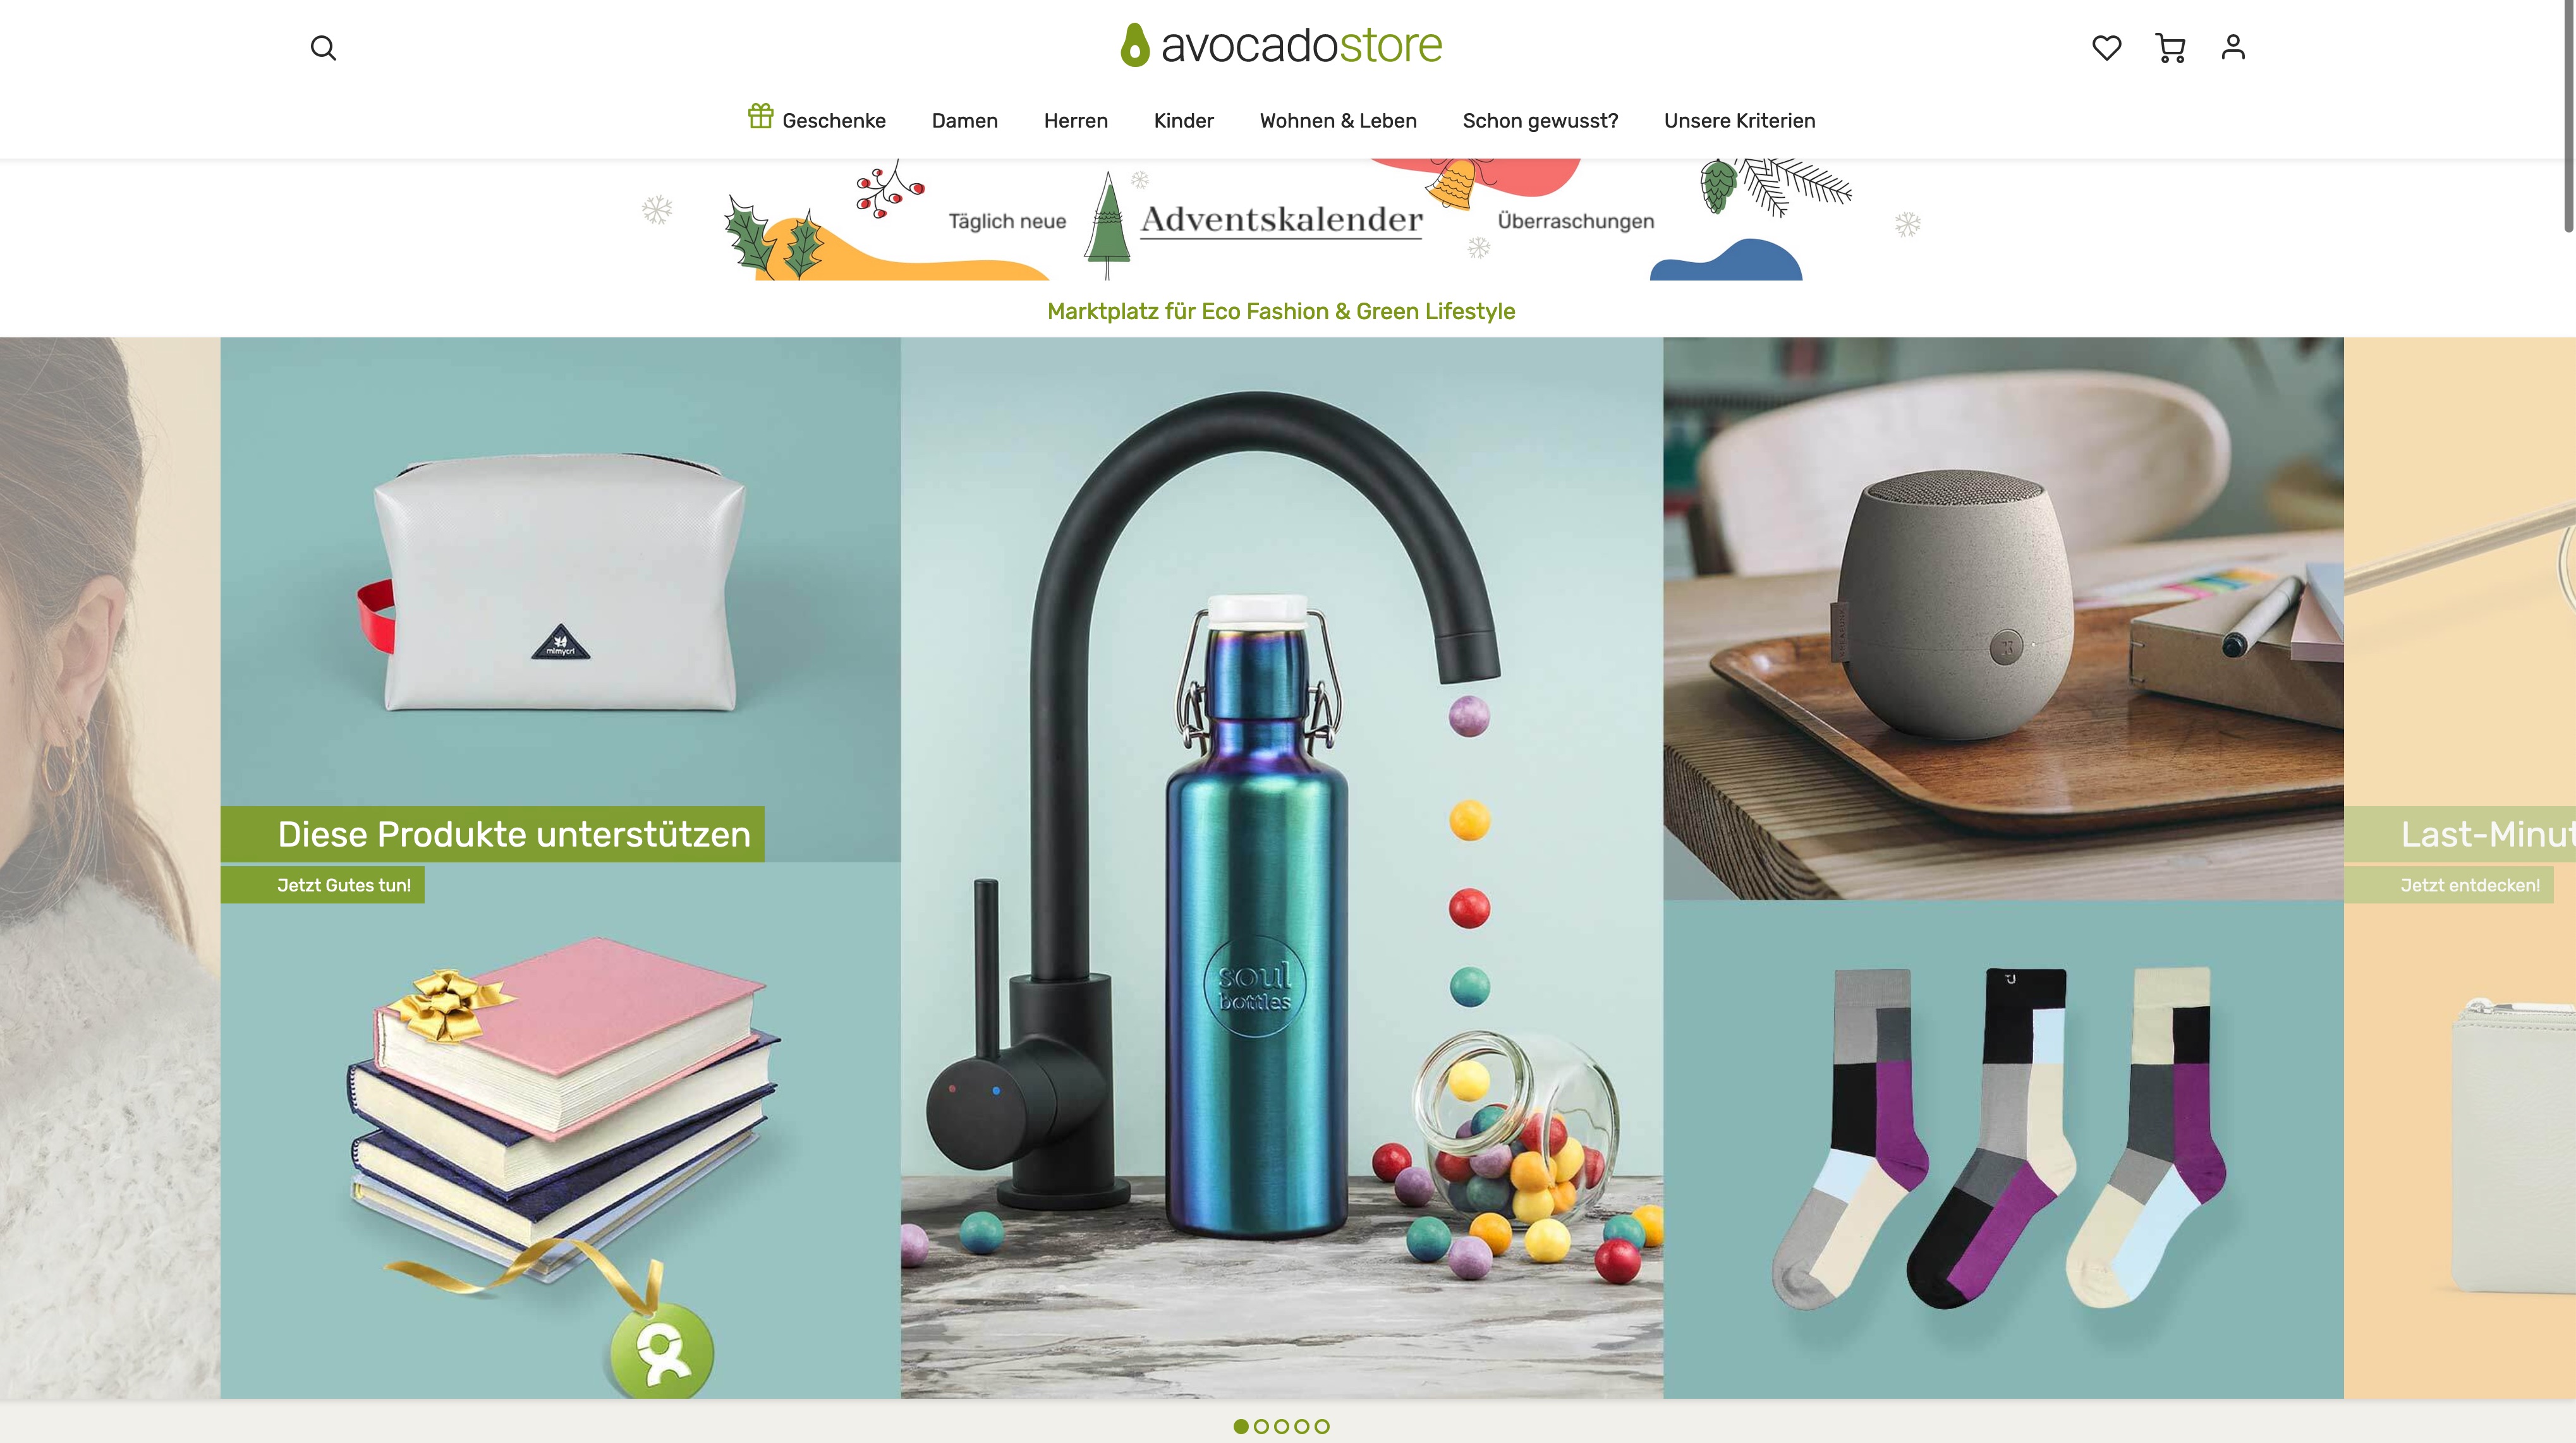 avocadostore
Geschenke
Damen
Herren
Kinder
Wohnen & Leben
Schon gewusst?
Unsere Kriterien
Täglich neue
Adventskalender
Überraschungen
Marktplatz für Eco Fashion & Green Lifestyle
mimycri
Diese Produkte unterstützen
Jetzt Gutes tun!
soul
bottles
Last-Minut
Jetzt entdecken!